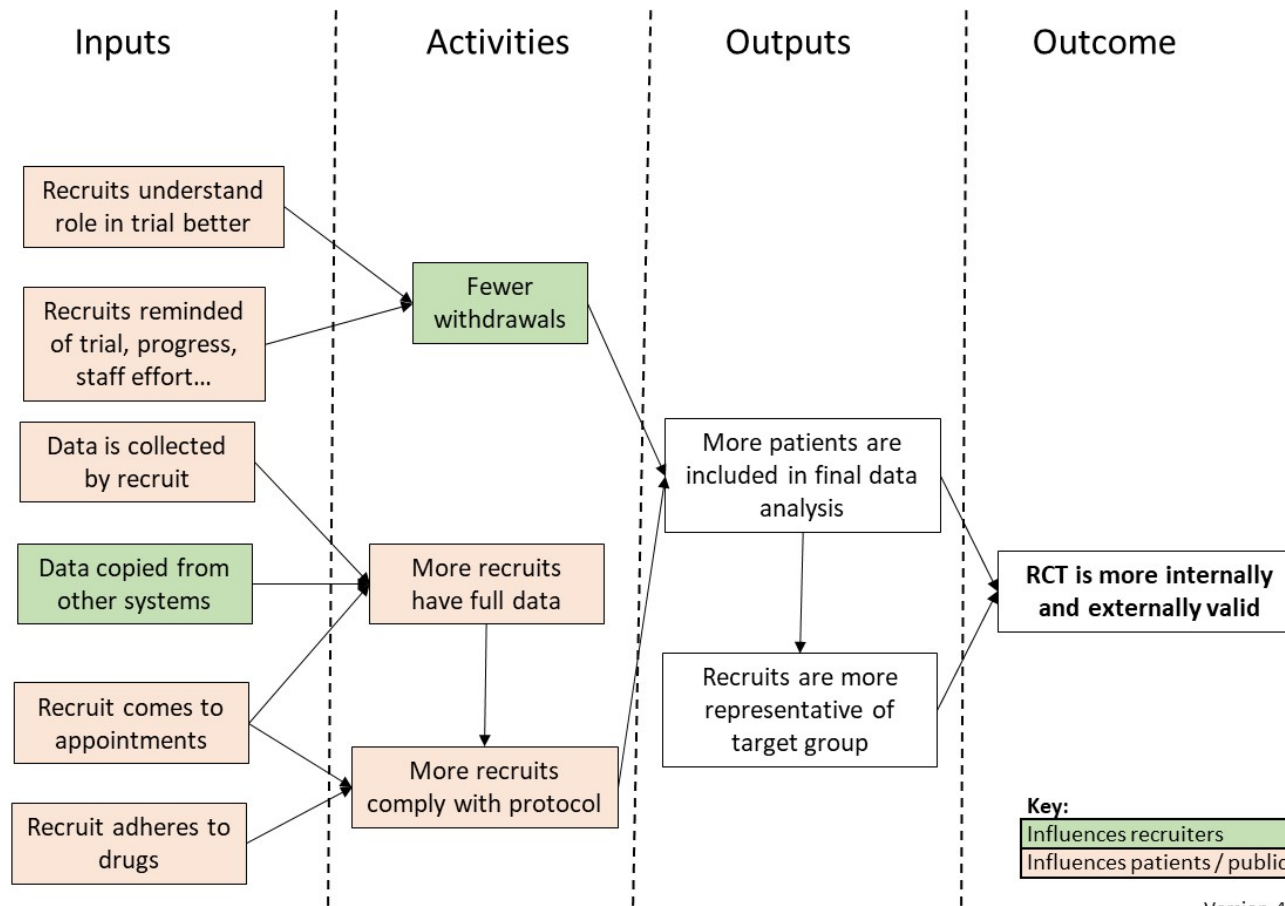 Inputs
Activities
Outputs
Outcome
Recruits understand
role in trial better
Recruits reminded
of trial, progress,
staff effort...
Data is collected
by recruit
Data copied from
other systems
Recruit comes to
appointments
Recruit adheres to
drugs
Fewer
withdrawals
More recruits
have full data
More recruits
comply with protocol
More patients are
included in final data
analysis
Recruits are more
representative of
target group
RCT is more internally
and externally valid
Key:
Influences recruiters
Influences patients / public